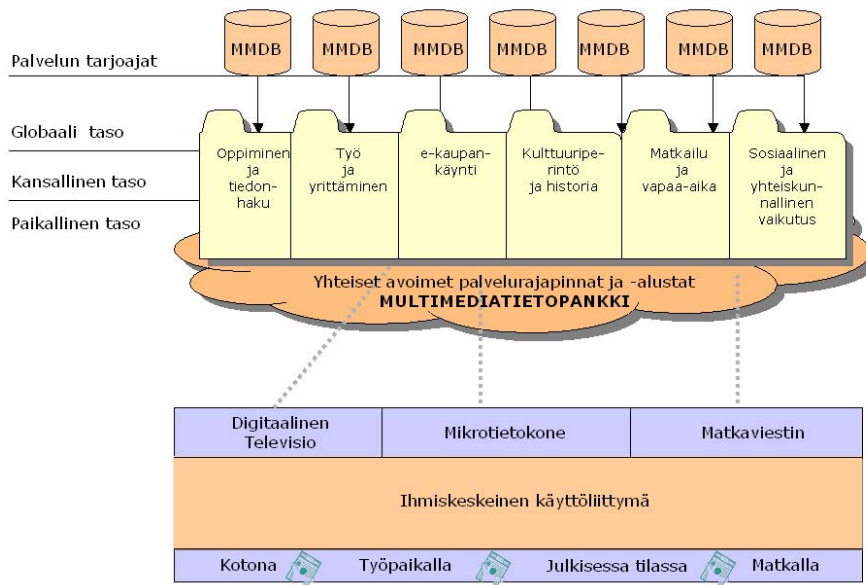 MMDB MMDB MMDB MMDB MMDB MMDB MMDB
Palvelun tarjoajat
Globaali taso
Kansallinen taso
Paikallinen taso
Oppiminen
ja
tiedon-
haku
Työ
ja
yrittäminen
e-kaupan-
käynti
Kulttuuripe-
rintö
ja historia
Matkailu
ja
vapaa-aika
Sosiaalinen
ja
yhteiskun-
nallinen
vaikutus
Yhteiset avoimet palvelurajapinnat ja -alustat
MULTIMEDIATIETOPANKKI
Digitaalinen
Televisio
Mikrotietokone
Matkaviestin
Ihmiskeskeinen käyttöliittymä
Kotona Työpaikalla Julkisessa tilassa Matkalla